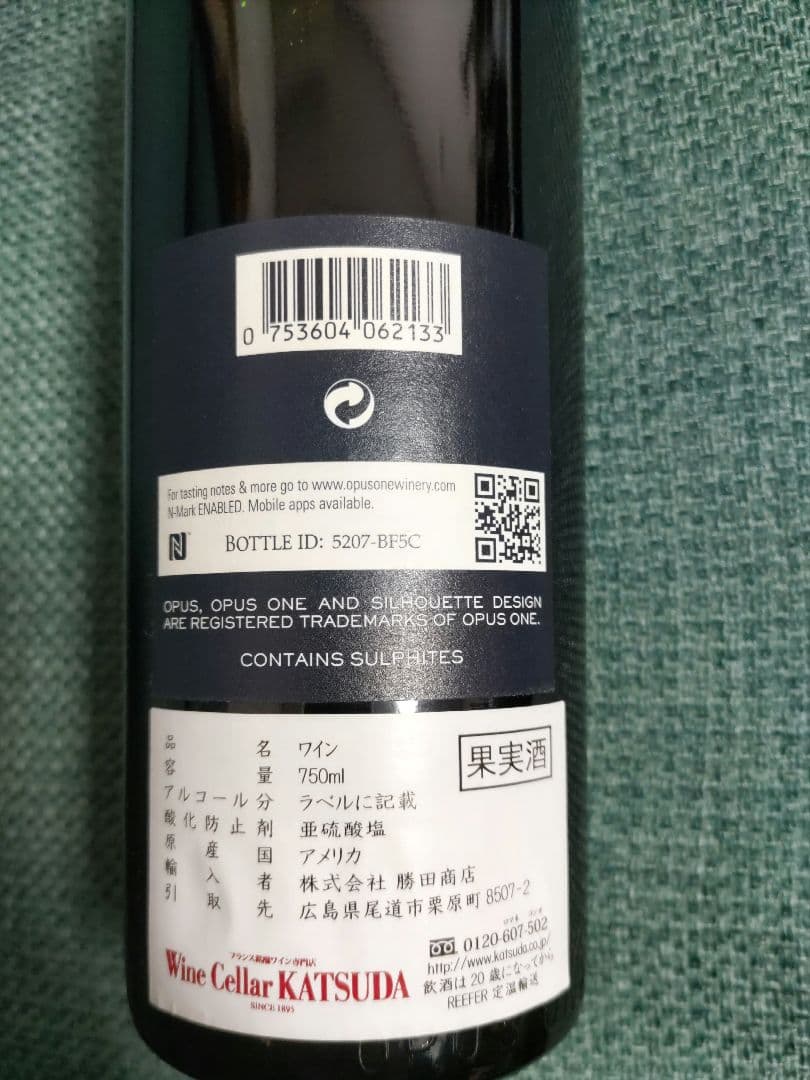 0 753604 062133
For tasting notes & more go to www.opusonewinery.com
N-Mark ENABLED. Mobile apps available.
N
BOTTLE ID: 5207-BF5C
OPUS, OPUS ONE AND SILHOUETTE DESIGN
ARE REGISTERED TRADEMARKS OF OPUS ONE.
CONTAINS SULPHITES
品名 ワイン
果実酒
容量 750ml
アルコール分 ラベルに記載
酸化防止剤 亜硫酸塩
原産国 アメリカ
輸入者 株式会社 勝田商店
引取先 広島県尾道市栗原町 8507-2
ロマネ コンチ
0120-607-502
http://www.katsuda.co.jp/
フランス銘醸ワイン専門店
Wine Cellar KATSUDA
SINCE 1895
飲酒は20歳になってから
REEFER 定温輸送